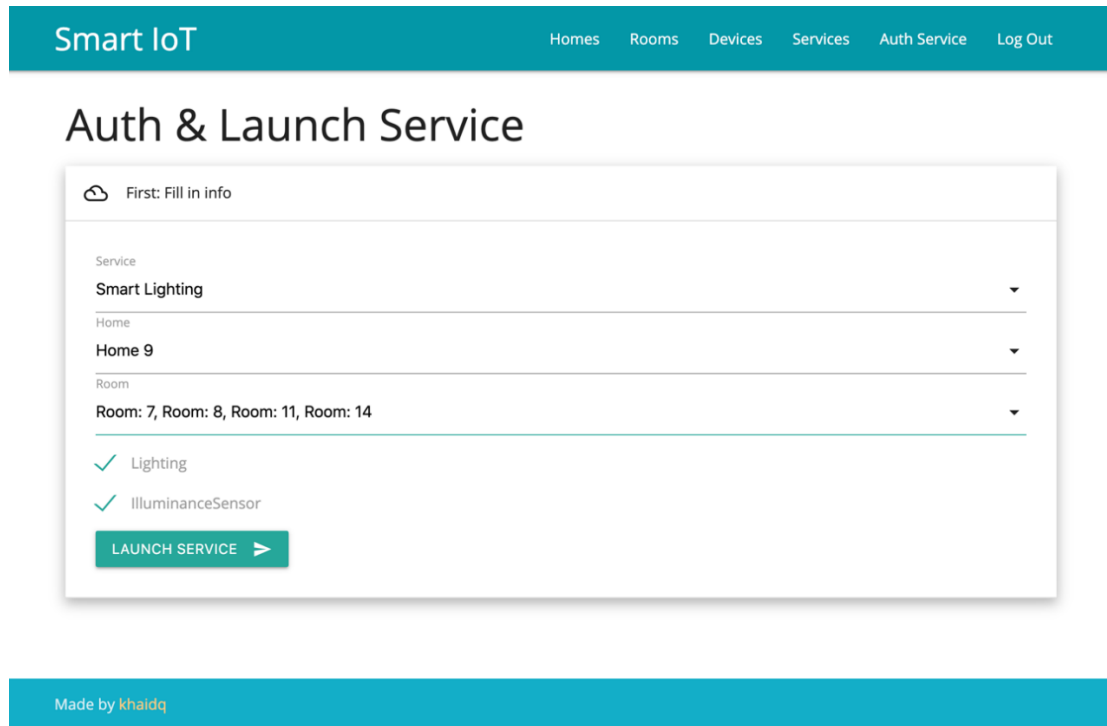 Smart IoT Homes Rooms Devices Services Auth Service Log Out
Auth & Launch Service
First: Fill in info
Service
Smart Lighting
Home
Home 9
Room
Room: 7, Room: 8, Room: 11, Room: 14
Lighting
IlluminanceSensor
LAUNCH SERVICE
Made by khaidq